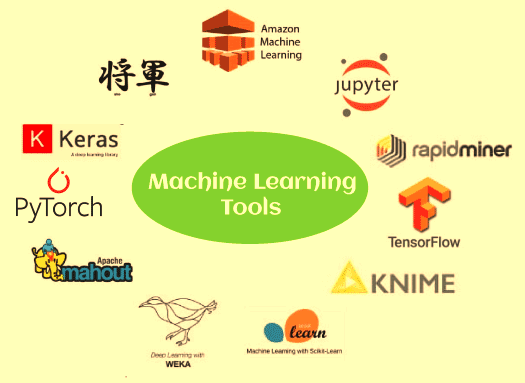 Amazon
Machine
Learning
将軍
jupyter
K Keras
A deep learning library
rapidminer
Machine Learning
Tools
PyTorch
TensorFlow
Apache
mahout
KNIME
learn
Deep Learning with
WEKA
Machine Learning with Scikit-Learn